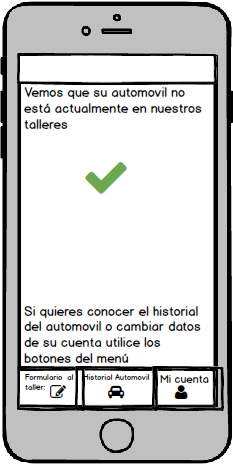 Vemos que su automovil no
está actualmente en nuestros
talleres
Si quieres conocer el historial
del automovil o cambiar datos
de su cuenta utilice los
botones del menú
Formulario al
taller:
Historial Automovil
Mi cuenta